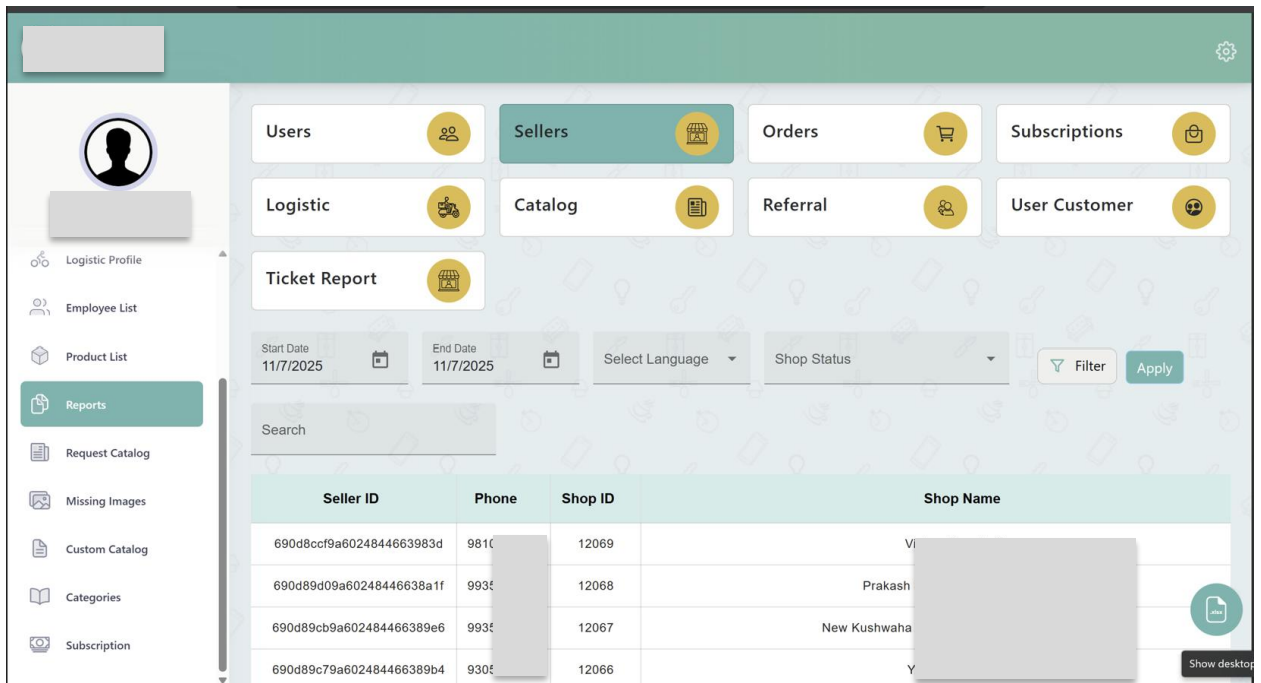 Users
Sellers
Orders
Subscriptions
Logistic
Catalog
Referral
User Customer
Ticket Report
Logistic Profile
Employee List
Product List
Reports
Request Catalog
Missing Images
Custom Catalog
Categories
Subscription
Start Date
11/7/2025
End Date
11/7/2025
Select Language
Shop Status
Filter
Apply
Search
Seller ID Phone Shop ID Shop Name
690d8ccf9a6024844663983d 981 12069 Vi
690d89d09a60248446638a1f 993 12068 Prakash
690d89cb9a602484466389e6 993 12067 New Kushwaha
690d89c79a602484466389b4 930 12066 Y
.xlsx
Show desktop